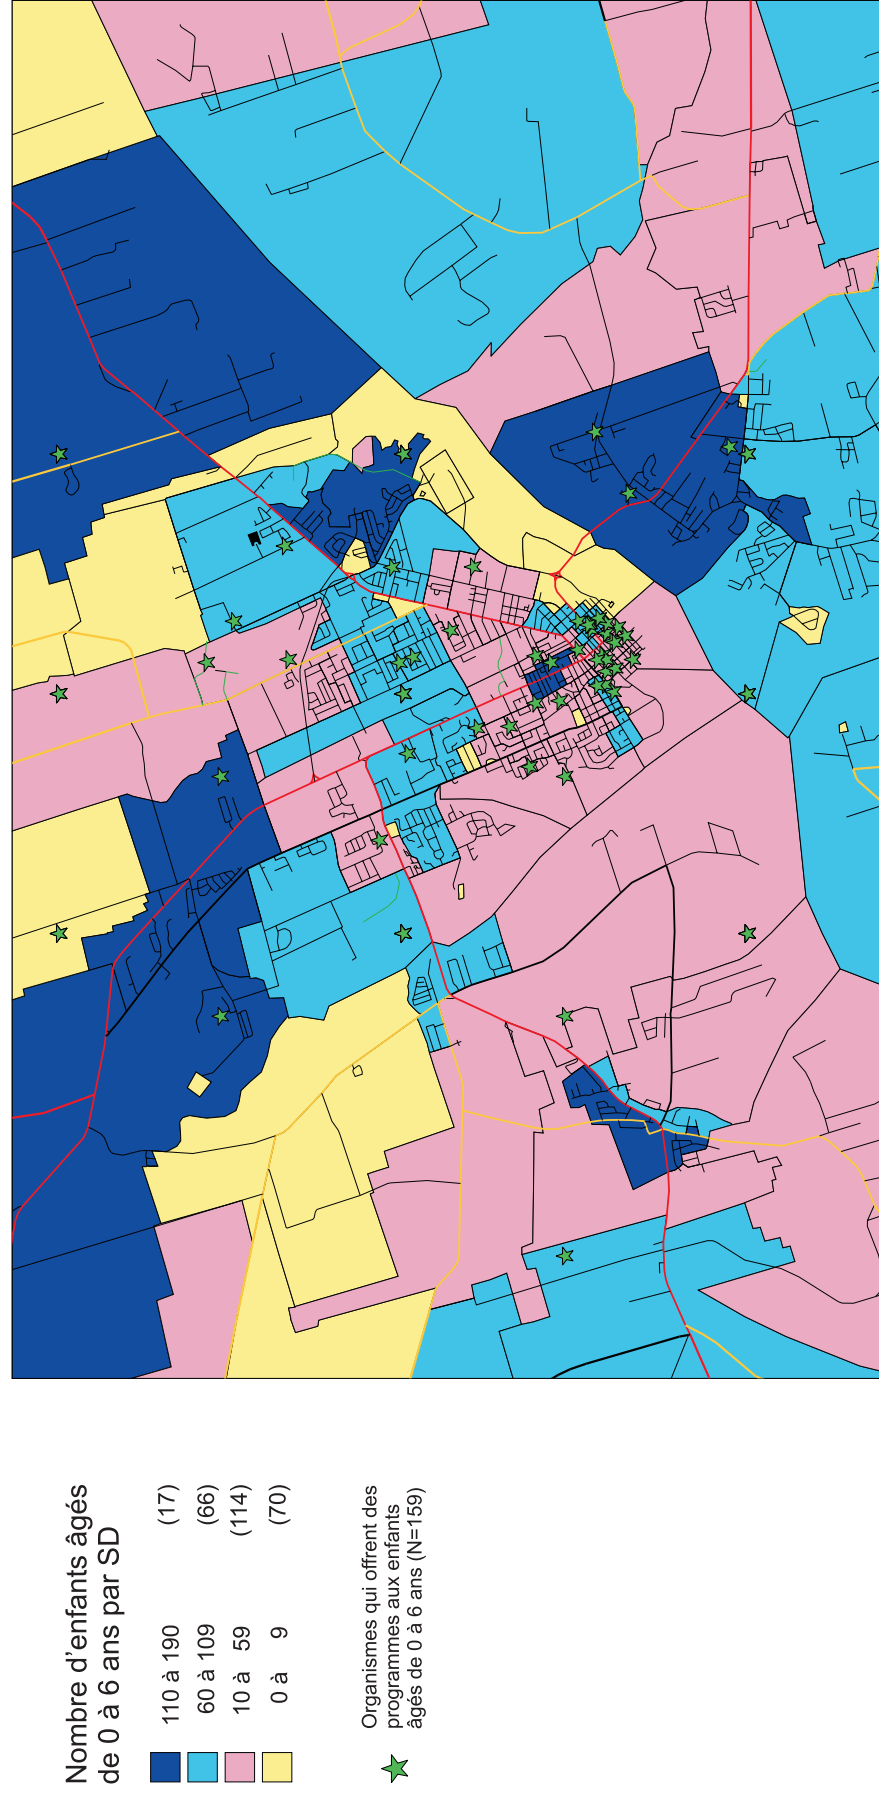 Nombre d'enfants âgés
de 0 à 6 ans par SD
110 à 190 (17)
60 à 109 (66)
10 à 59 (114)
0 à 9 (70)
Organismes qui offrent des
programmes aux enfants
âgés de 0 à 6 ans (N=159)